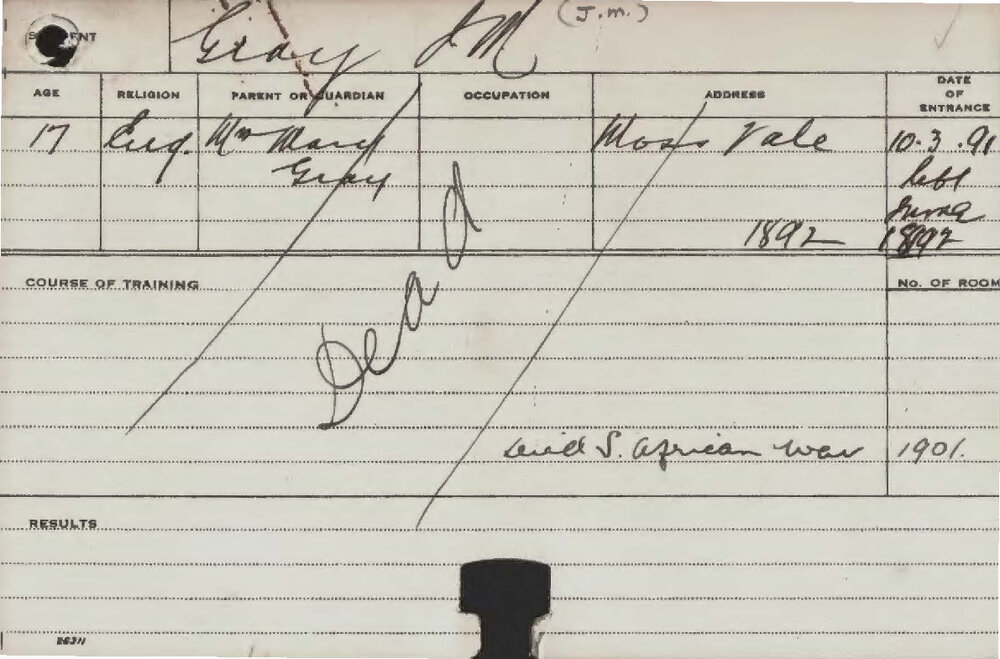 STUDENT Gray J M (J.m.)
AGE RELIGION PARENT OR GUARDIAN OCCUPATION ADDRESS DATE OF ENTRANCE
17 Eng. Mrs Mary Moss Vale 10.3.91
Gray left
June
1892 1892
Dead
COURSE OF TRAINING No. OF ROOM
S. African War 1901.
RESULTS